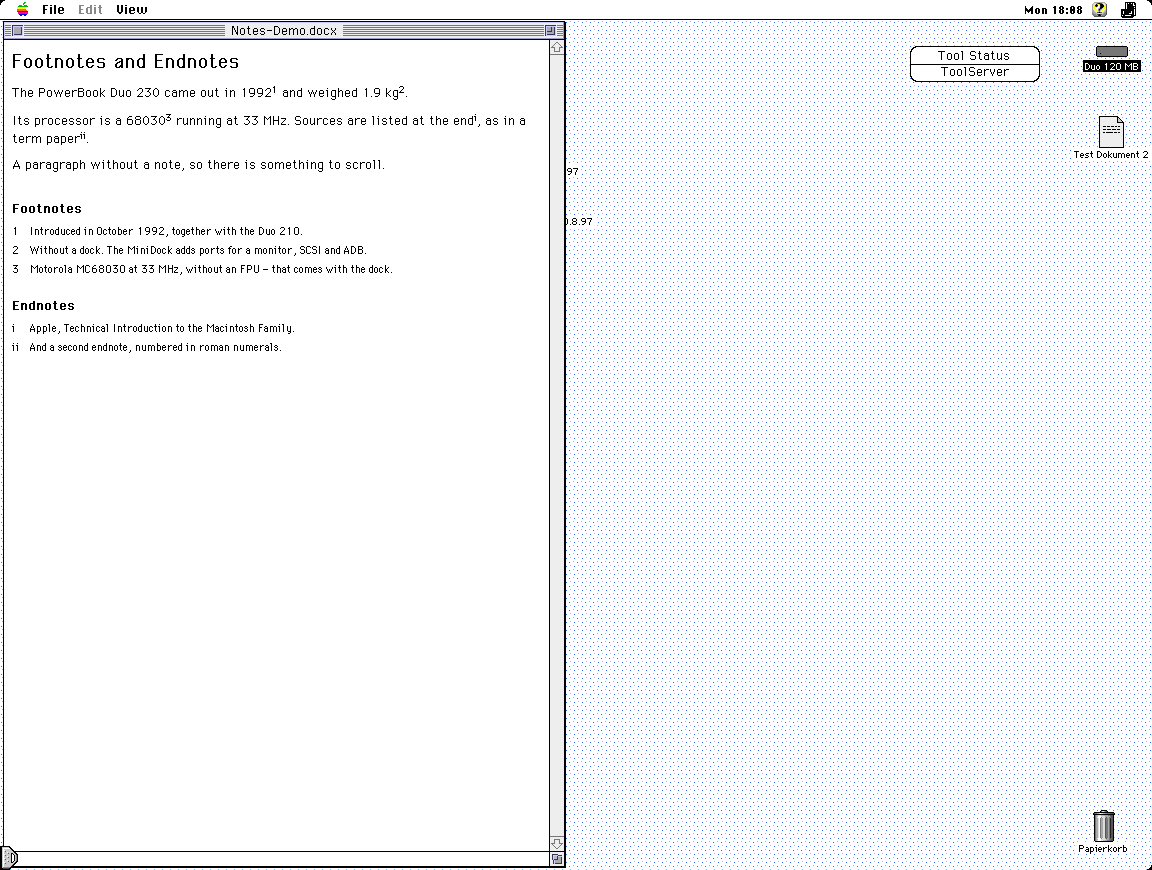 File Edit View
Mon 18:08
Notes-Demo.docx
Footnotes and Endnotes
The PowerBook Duo 230 came out in 1992¹ and weighed 1.9 kg².
Its processor is a 68030³ running at 33 MHz. Sources are listed at the endⁱ, as in a
term paperⁱⁱ.
A paragraph without a note, so there is something to scroll.
Footnotes
1 Introduced in October 1992, together with the Duo 210.
2 Without a dock. The MiniDock adds ports for a monitor, SCSI and ADB.
3 Motorola MC68030 at 33 MHz, without an FPU – that comes with the dock.
Endnotes
i Apple, Technical Introduction to the Macintosh Family.
ii And a second endnote, numbered in roman numerals.
97
.8.97
Tool Status
ToolServer
Duo 120 MB
Test Dokument 2
Papierkorb